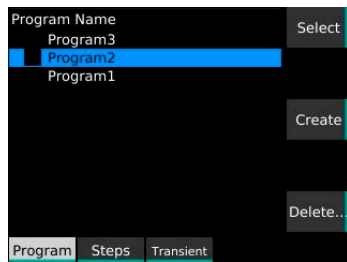 Program Name
Program3
Program2
Program1
Select
Create
Delete..
Program
Steps
Transient